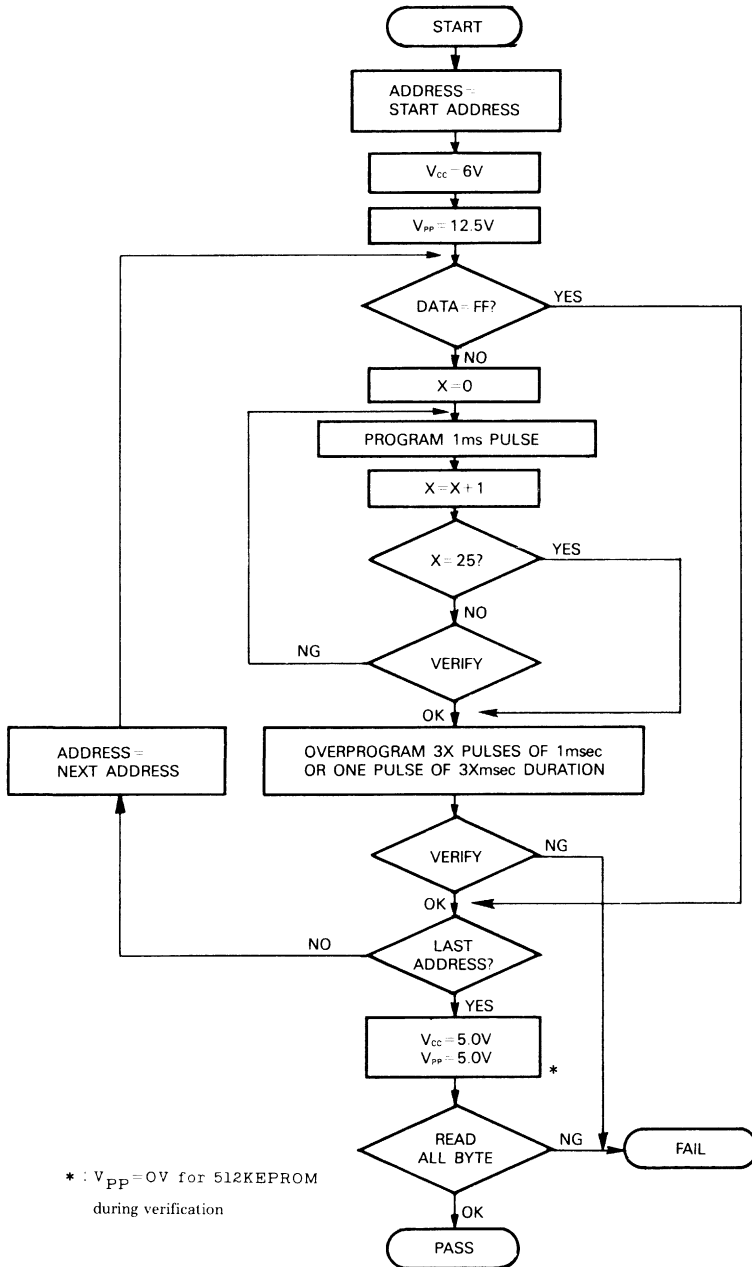 START
ADDRESS=
START ADDRESS
Vcc=6V
VPP=12.5V
DATA=FF?
YES
NO
X=0
PROGRAM 1ms PULSE
X=X+1
X=25?
YES
NO
NG
VERIFY
OK
ADDRESS=
NEXT ADDRESS
OVERPROGRAM 3X PULSES OF 1msec
OR ONE PULSE OF 3Xmsec DURATION
VERIFY
NG
OK
NO
LAST
ADDRESS?
YES
Vcc=5.0V
VPP=5.0V
*
READ
ALL BYTE
NG
FAIL
* : VPP=0V for 512KEPROM
during verification
OK
PASS